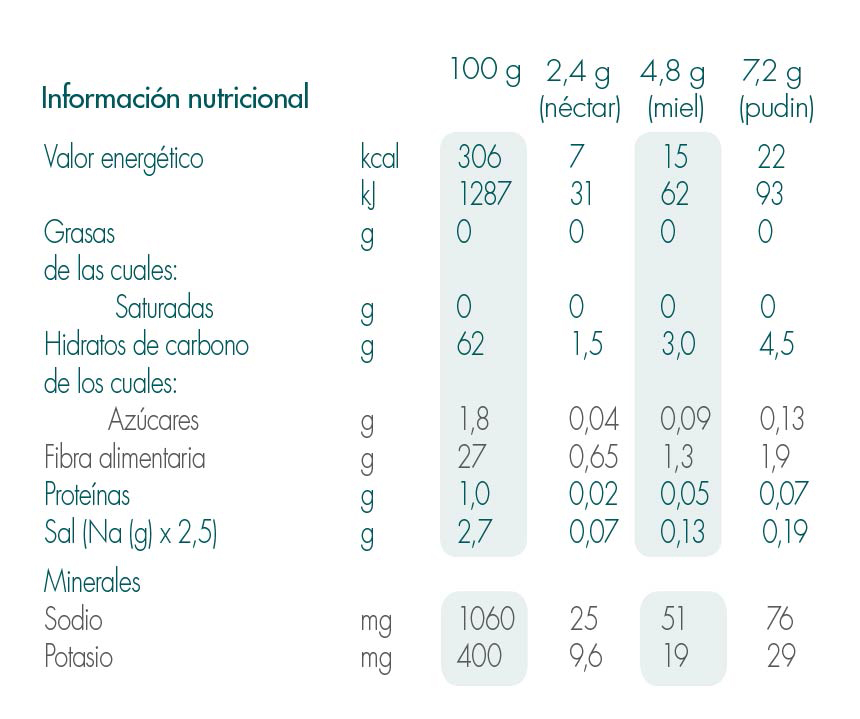 100 g 2,4 g 4,8 g 7,2 g
Información nutricional (néctar) (miel) (pudin)
Valor energético kcal 306 7 15 22
kJ 1287 31 62 93
Grasas g 0 0 0 0
de las cuales:
Saturadas g 0 0 0 0
Hidratos de carbono g 62 1,5 3,0 4,5
de los cuales:
Azúcares g 1,8 0,04 0,09 0,13
Fibra alimentaria g 27 0,65 1,3 1,9
Proteínas g 1,0 0,02 0,05 0,07
Sal (Na (g) x 2,5) g 2,7 0,07 0,13 0,19
Minerales
Sodio mg 1060 25 51 76
Potasio mg 400 9,6 19 29